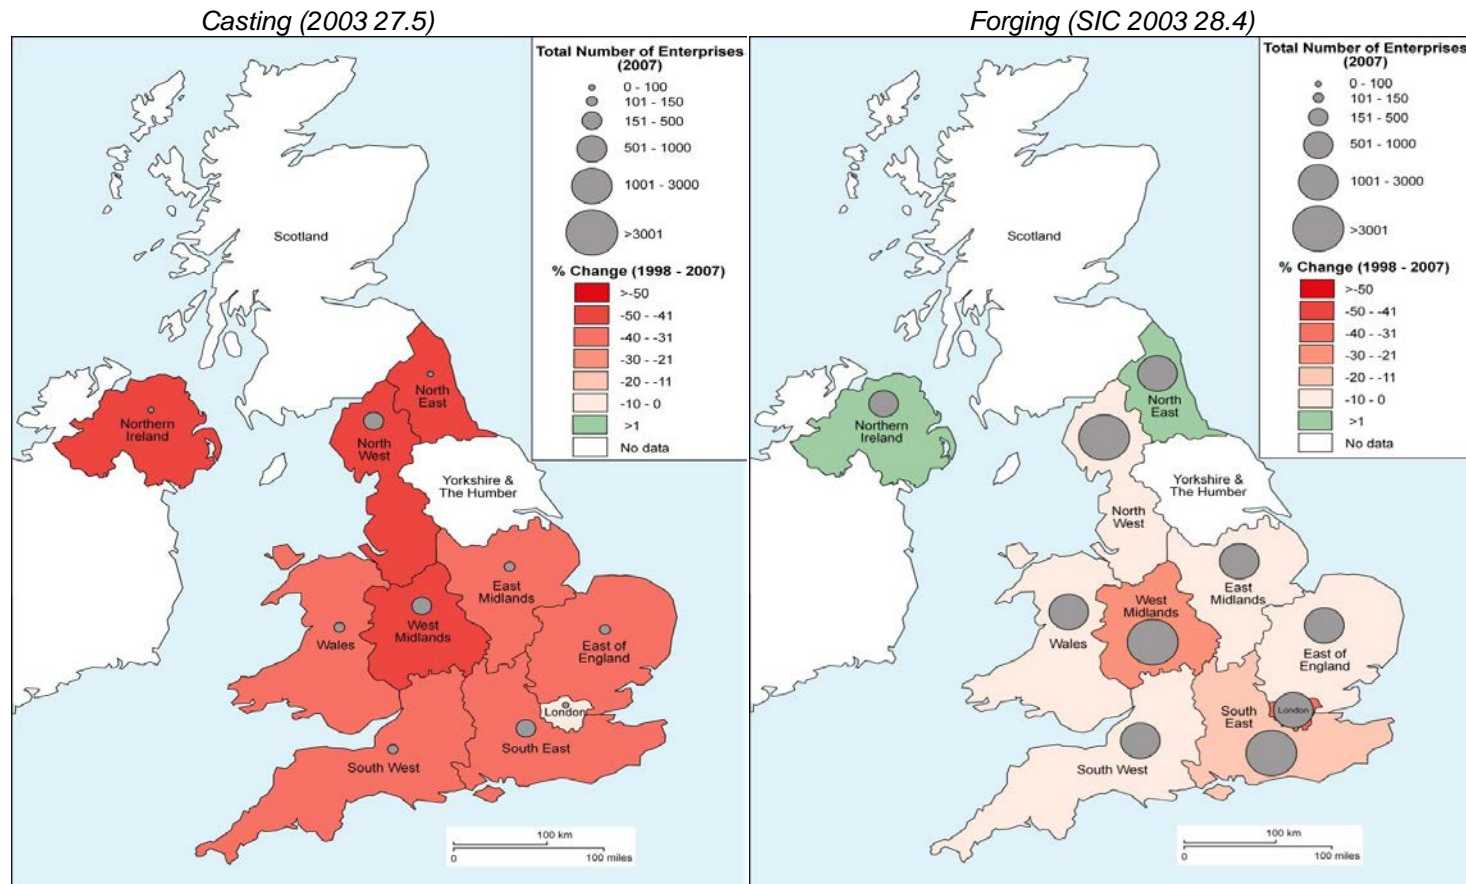 Casting (2003 27.5)
Total Number of Enterprises
(2007)
0 - 100
101 - 150
151 - 500
501 - 1000
1001 - 3000
>3001
% Change (1998 - 2007)
>-50
-50 - -41
-40 - -31
-30 - -21
-20 - -11
-10 - 0
>1
No data
Scotland
North
East
Northern
Ireland
North
West
Yorkshire &
The Humber
East
Midlands
West
Midlands
Wales
East of
England
London
South East
South West
100 km
0
100 miles
Forging (SIC 2003 28.4)
Total Number of Enterprises
(2007)
0 - 100
101 - 150
151 - 500
501 - 1000
1001 - 3000
>3001
% Change (1998 - 2007)
>-50
-50 - -41
-40 - -31
-30 - -21
-20 - -11
-10 - 0
>1
No data
Scotland
North
East
Northern
Ireland
Yorkshire &
The Humber
North
West
East
Midlands
West
Midlands
Wales
East of
England
South
East
London
South West
100 km
0
100 miles